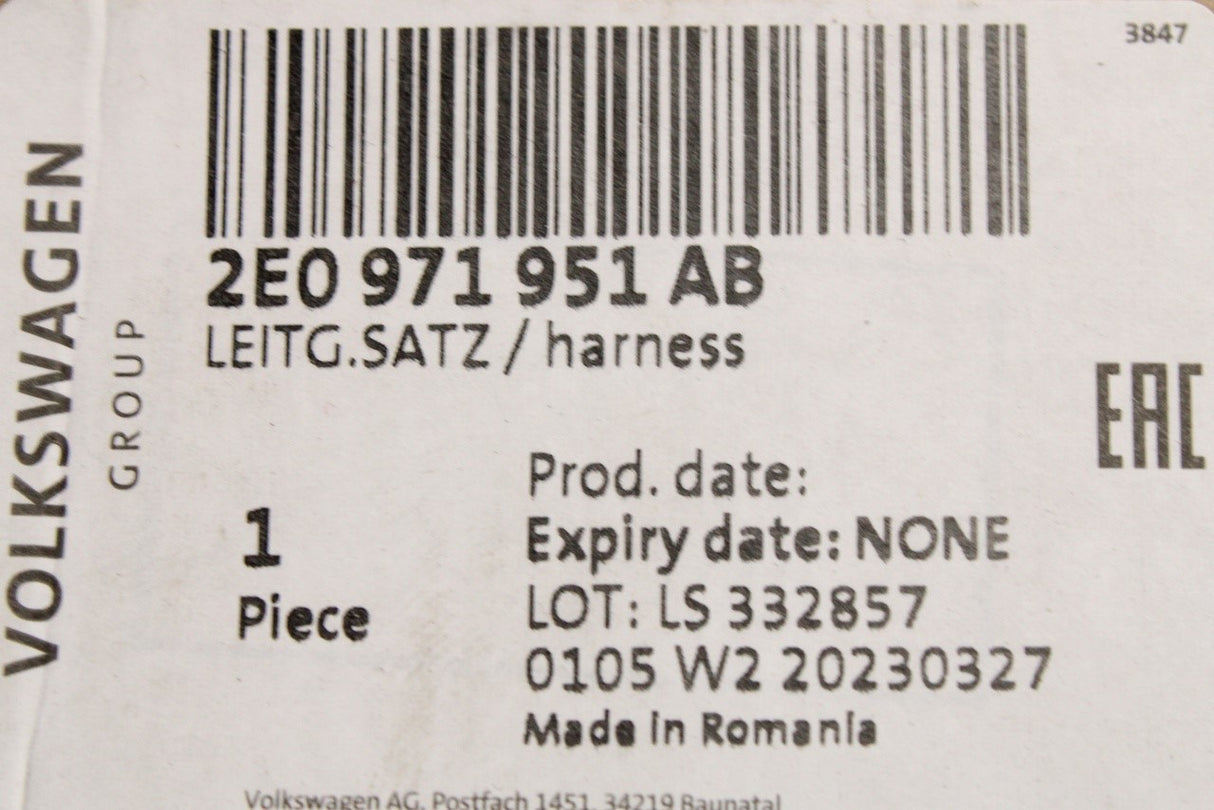 3847
VOLKSWAGEN
GROUP
2E0 971 951 AB
LEITG.SATZ / harness
EAC
1
Piece
Prod. date:
Expiry date: NONE
LOT: LS 332857
0105 W2 20230327
Made in Romania
Volkswagen AG, Postfach 1451, 34219 Baunatal